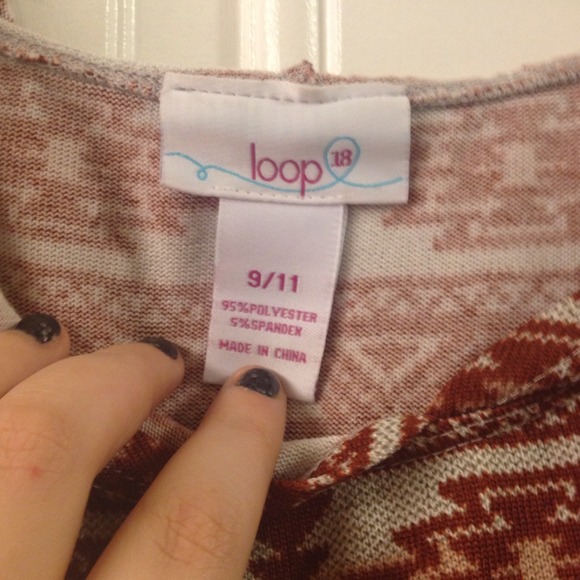 loop 18
9/11
95%POLYESTER
5%SPANDEX
MADE IN CHINA